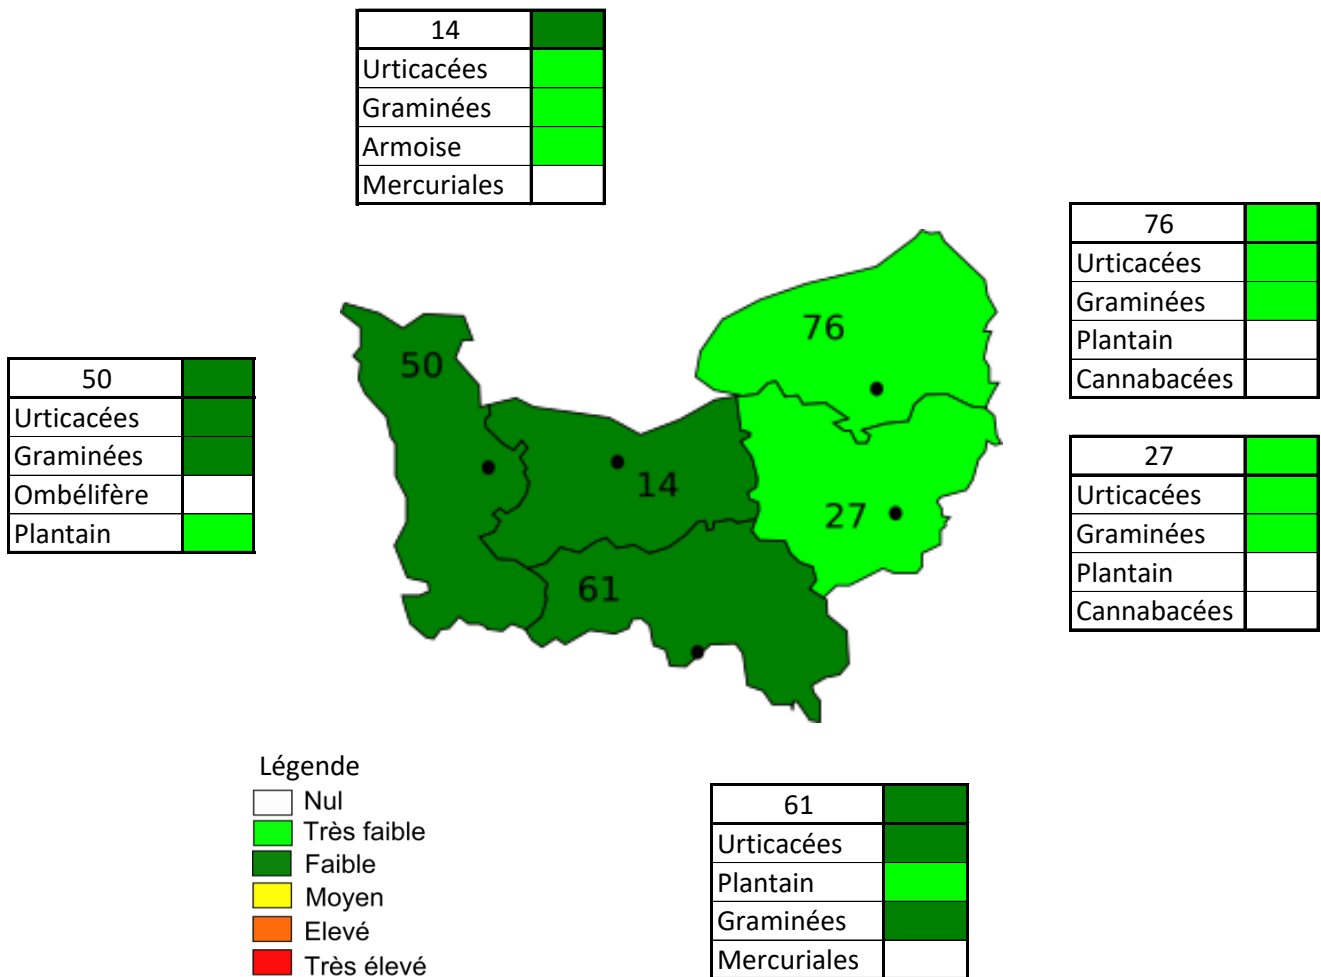 14
Urticacées
Graminées
Armoise
Mercuriales
76
Urticacées
Graminées
Plantain
Cannabacées
50
Urticacées
Graminées
Ombélifère
Plantain
27
Urticacées
Graminées
Plantain
Cannabacées
76
50
14
27
61
Légende
Nul
Très faible
Faible
Moyen
Elevé
Très élevé
61
Urticacées
Plantain
Graminées
Mercuriales